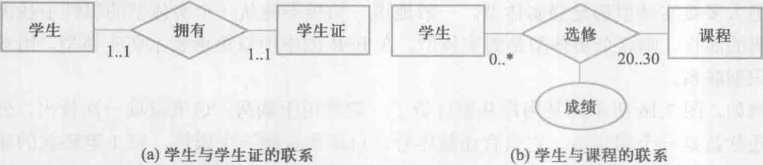 学生 拥有 学生证 学生 选修 课程
1..1 1..1 0..* 20..30
成绩
(a) 学生与学生证的联系 (b) 学生与课程的联系